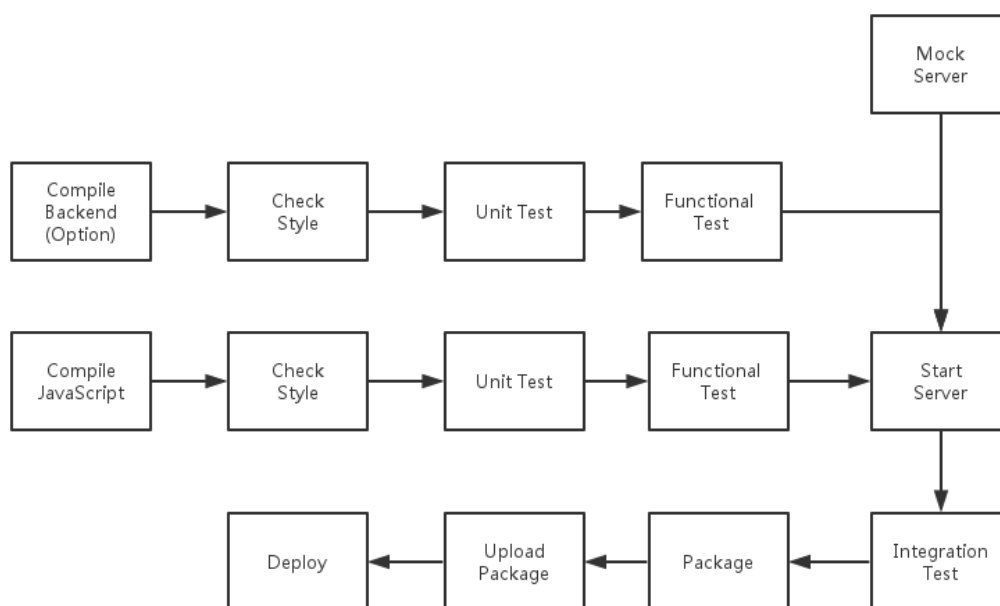 Mock
Server
Compile
Backend
(Option)
Check
Style
Unit Test
Functional
Test
Compile
JavaScript
Check
Style
Unit Test
Functional
Test
Start
Server
Deploy
Upload
Package
Package
Integration
Test